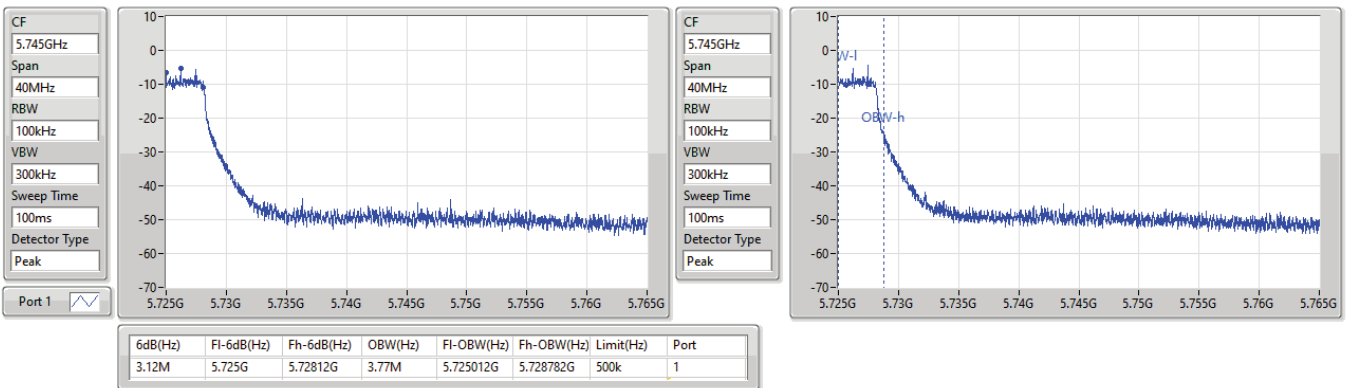 CF
5.745GHz
Span
40MHz
RBW
100kHz
VBW
300kHz
Sweep Time
100ms
Detector Type
Peak
Port 1
10-
0-
-10-
-20-
-30-
-40-
-50-
-60-
-70-
5.725G 5.73G 5.735G 5.74G 5.745G 5.75G 5.755G 5.76G 5.765G
CF
5.745GHz
Span
40MHz
RBW
100kHz
VBW
300kHz
Sweep Time
100ms
Detector Type
Peak
10-
0-
-10-
-20-
-30-
-40-
-50-
-60-
-70-
W-l
OBW-h
5.725G 5.73G 5.735G 5.74G 5.745G 5.75G 5.755G 5.76G 5.765G
6dB(Hz) Fl-6dB(Hz) Fh-6dB(Hz) OBW(Hz) Fl-OBW(Hz) Fh-OBW(Hz) Limit(Hz) Port
3.12M 5.725G 5.72812G 3.77M 5.725012G 5.728782G 500k 1